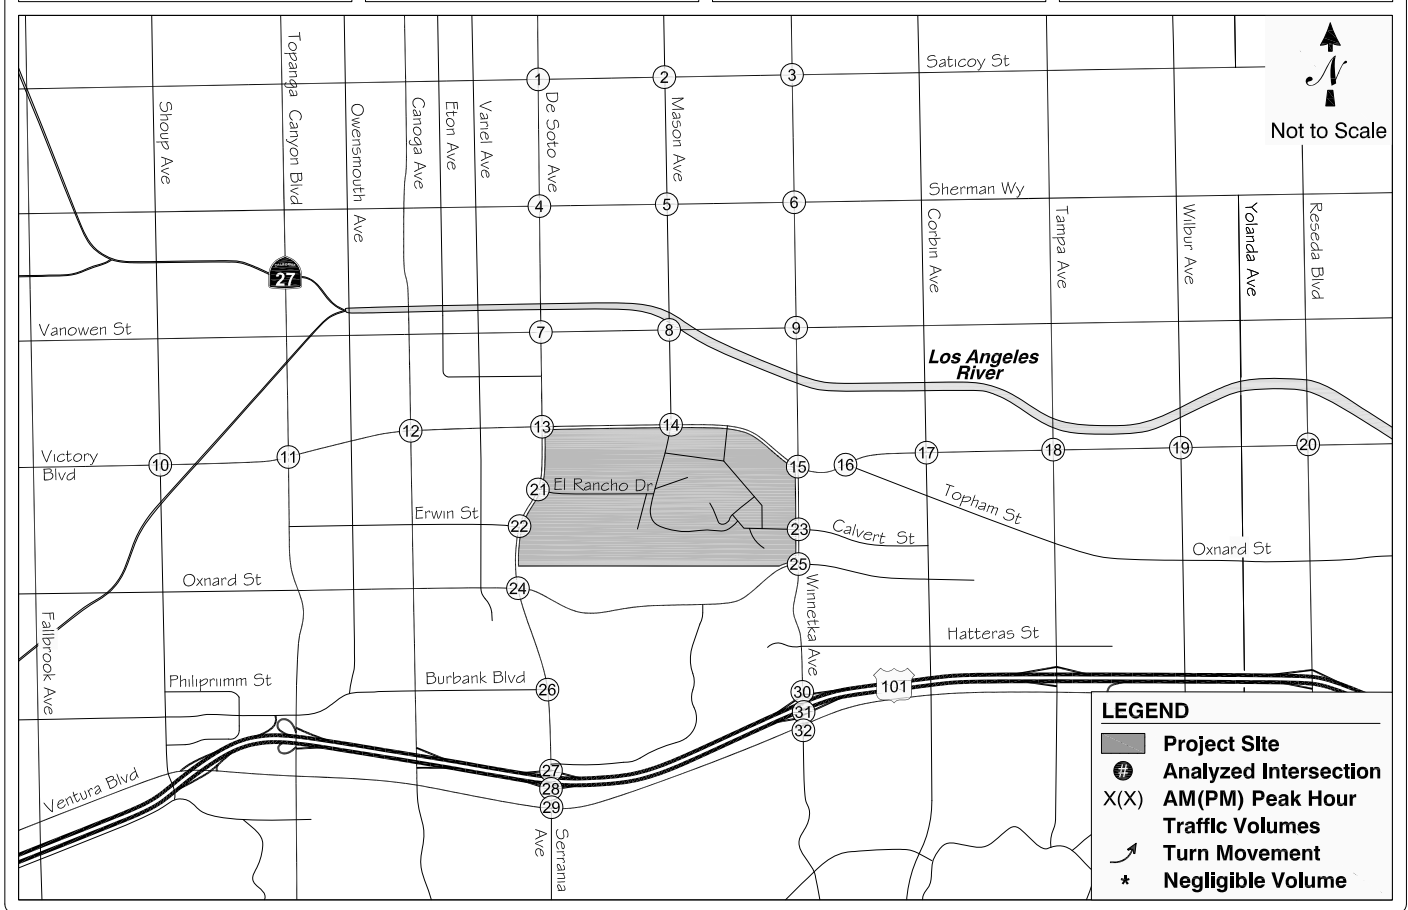 Saticoy St
N
Not to Scale
1
2
3
Topanga Canyon Blvd
Shoup Ave
Owensmouth Ave
Canoga Ave
Eton Ave
Variel Ave
De Soto Ave
Mason Ave
Sherman Wy
4
5
6
Corbin Ave
Tampa Ave
Wilbur Ave
Yolanda Ave
Reseda Blvd
27
Vanowen St
7
8
9
Los Angeles
River
Victory
Blvd
10
11
12
13
14
15
16
17
18
19
20
21
El Rancho Dr
Topham St
Erwin St
22
23
Calvert St
Oxnard St
Oxnard St
24
25
Winnetka Ave
Fallbrook Ave
Hatteras St
Philiprimm St
Burbank Blvd
26
30
101
31
32
Ventura Blvd
27
28
29
Serrania
Ave
LEGEND
Project SIte
# Analyzed Intersection
X(X) AM(PM) Peak Hour
Traffic Volumes
Turn Movement
* Negligible Volume